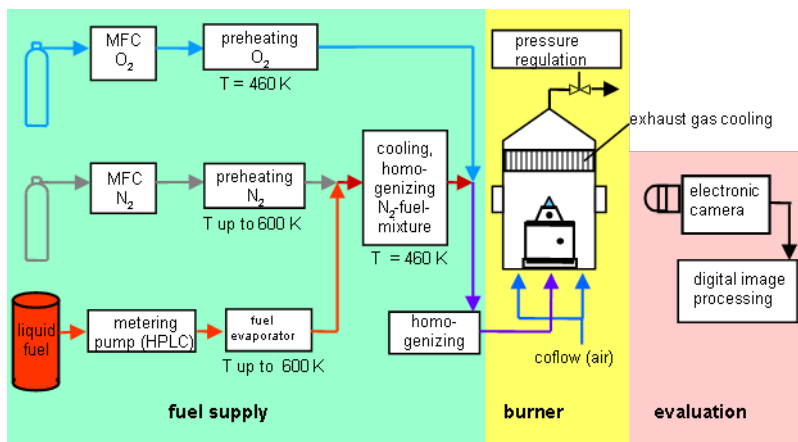 MFC
O2
preheating
O2
T = 460 K
pressure
regulation
exhaust gas cooling
MFC
N2
preheating
N2
T up to 600 K
cooling,
homo-
genizing
N2-fuel-
mixture
T = 460 K
electronic
camera
digital image
processing
liquid
fuel
metering
pump (HPLC)
fuel
evaporator
T up to 600 K
homo-
genizing
coflow (air)
fuel supply
burner
evaluation